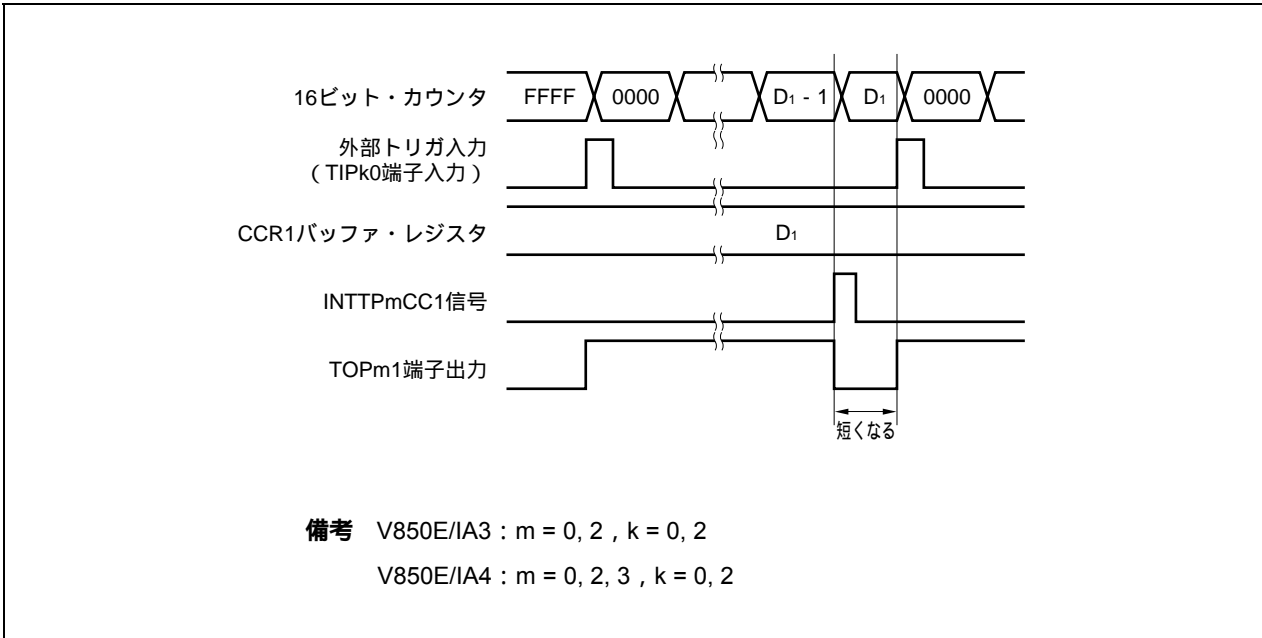 16ビット・カウンタ FFFF 0000 D₁ - 1 D₁ 0000
外部トリガ入力
( TIPk0端子入力 )
CCR1バッファ・レジスタ D₁
INTTPmCC1信号
TOPm1端子出力
短くなる
備考 V850E/IA3 : m = 0, 2 , k = 0, 2
V850E/IA4 : m = 0, 2, 3 , k = 0, 2